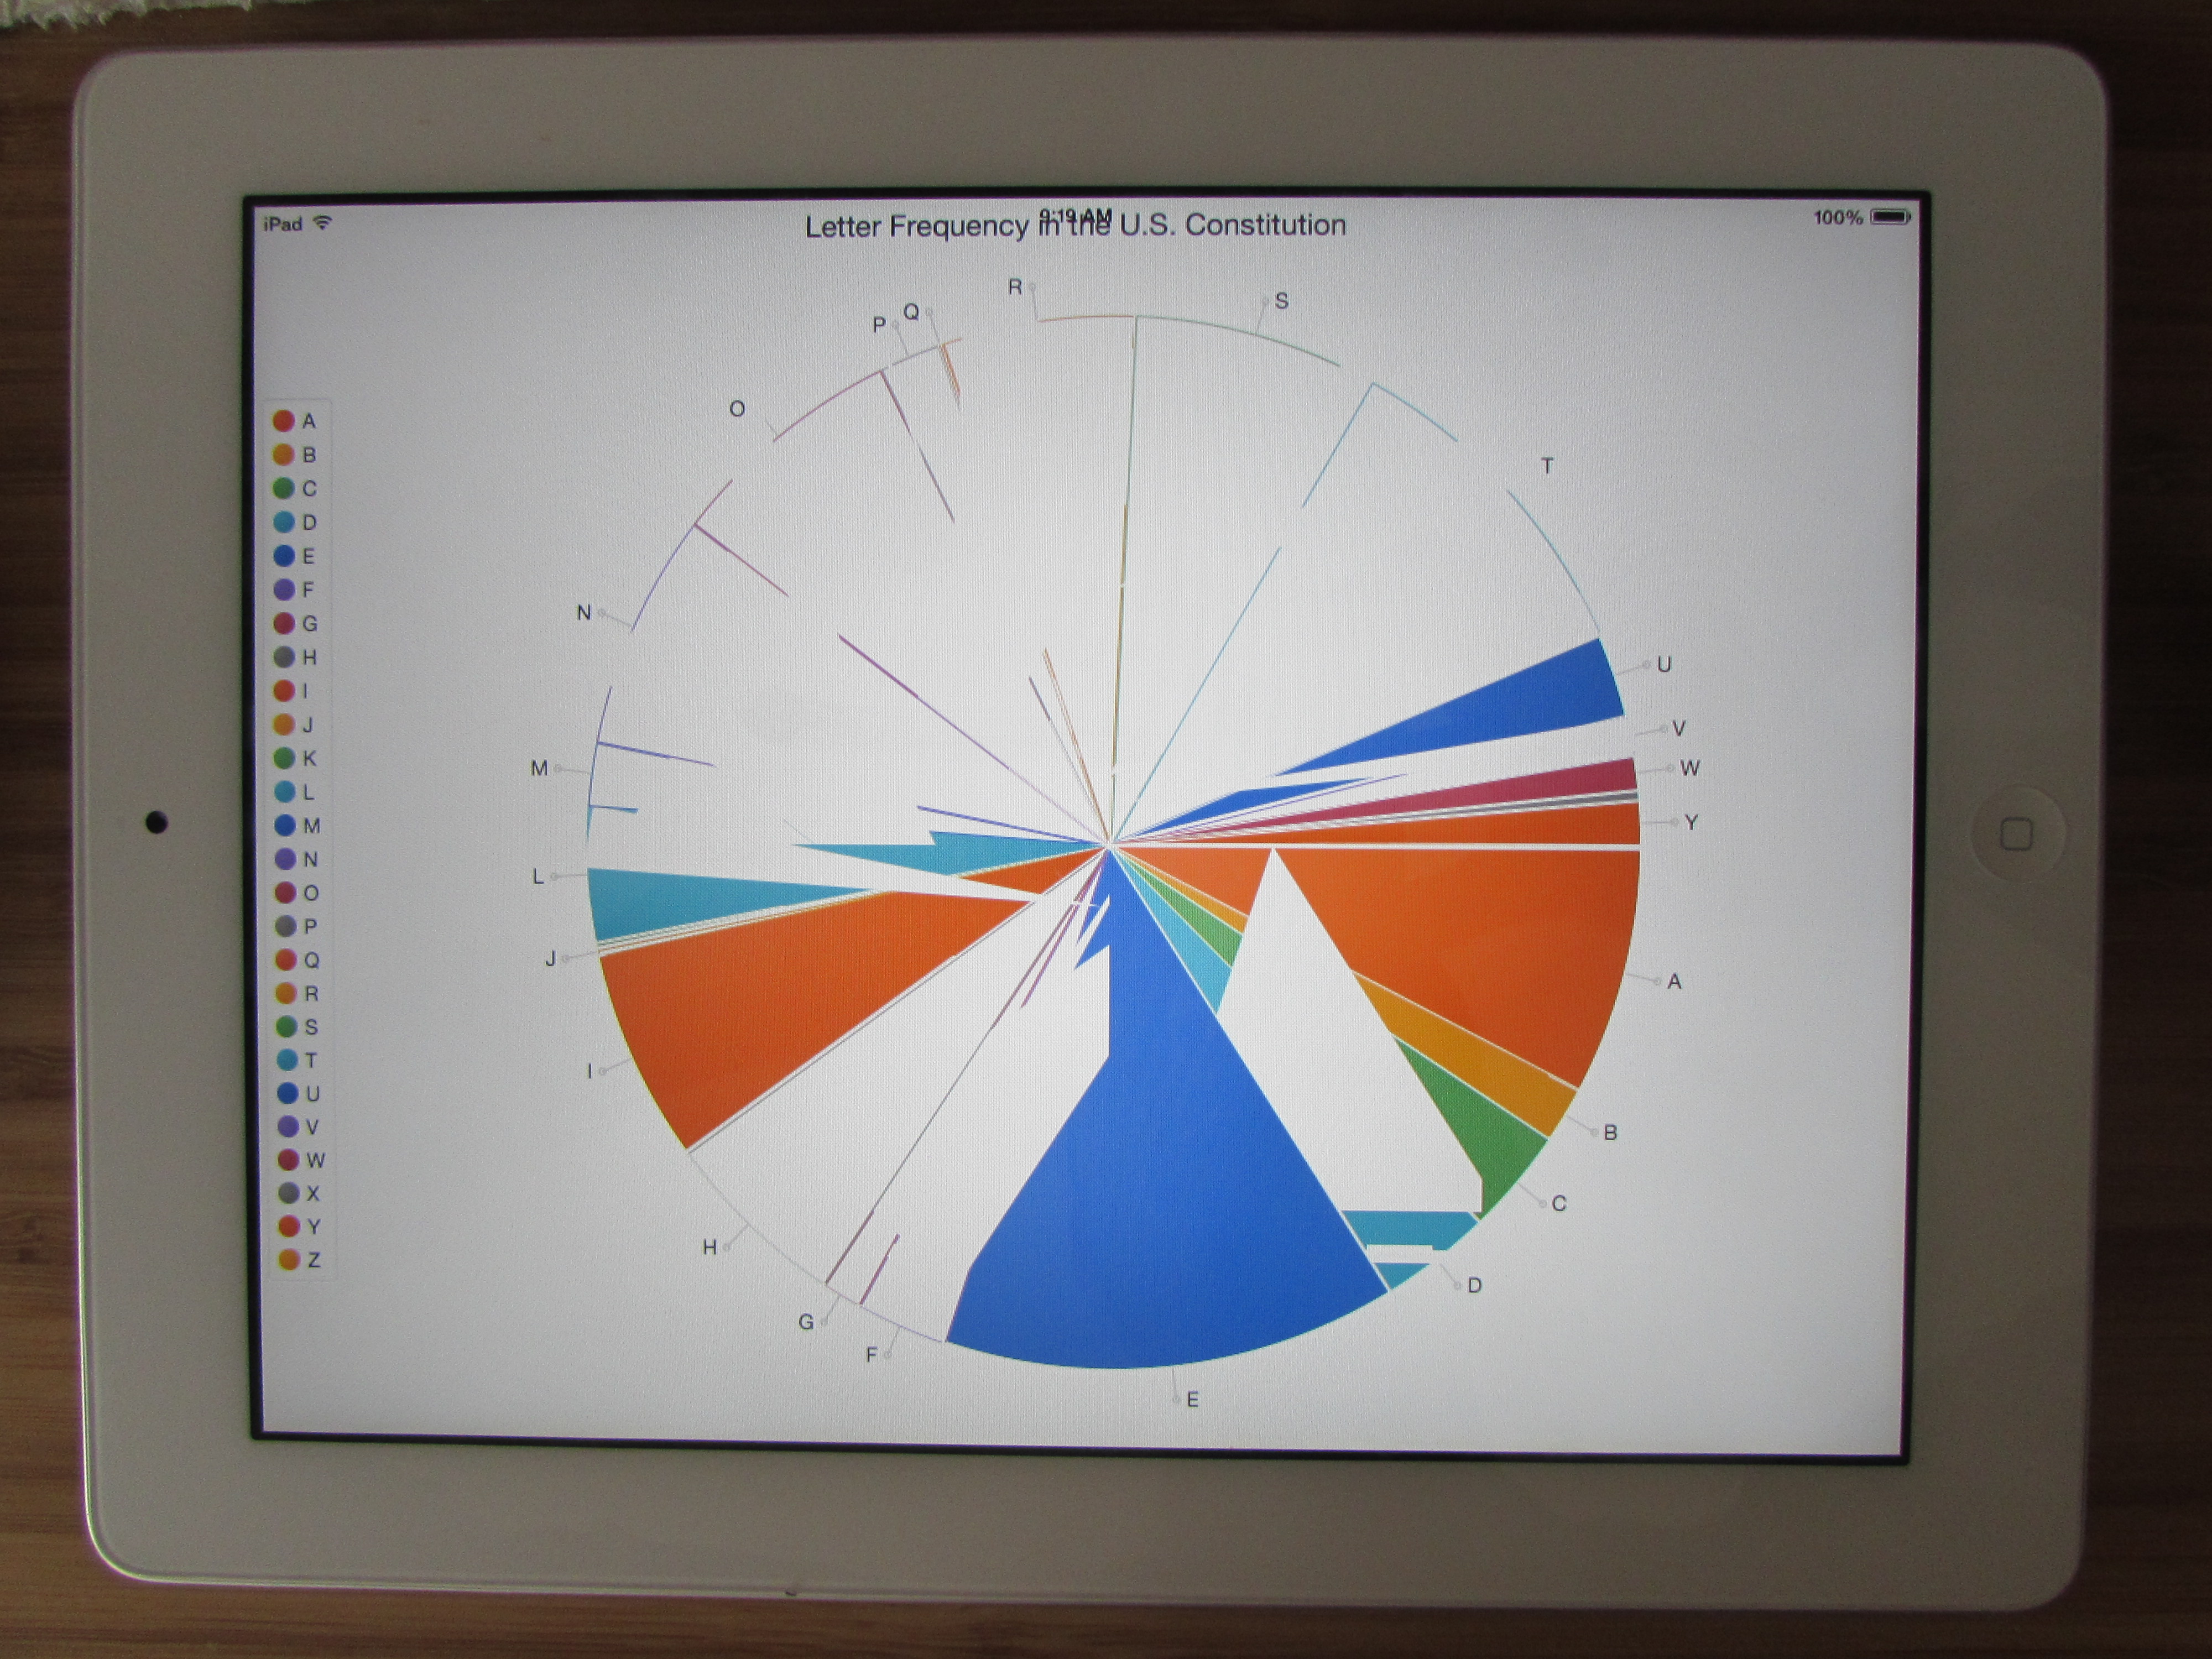 iPad 9:19 AM 100%
Letter Frequency in the U.S. Constitution
R
S
Q
P
O
T
N
U
V
M
W
Y
L
J
A
I
B
C
H
D
G
F
E
A
B
C
D
E
F
G
H
I
J
K
L
M
N
O
P
Q
R
S
T
U
V
W
X
Y
Z